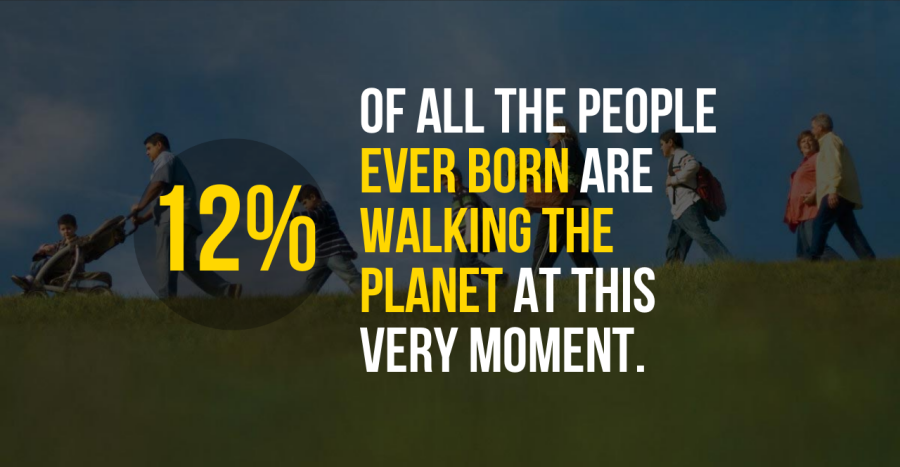 12%
OF ALL THE PEOPLE
EVER BORN ARE
WALKING THE
PLANET AT THIS
VERY MOMENT.